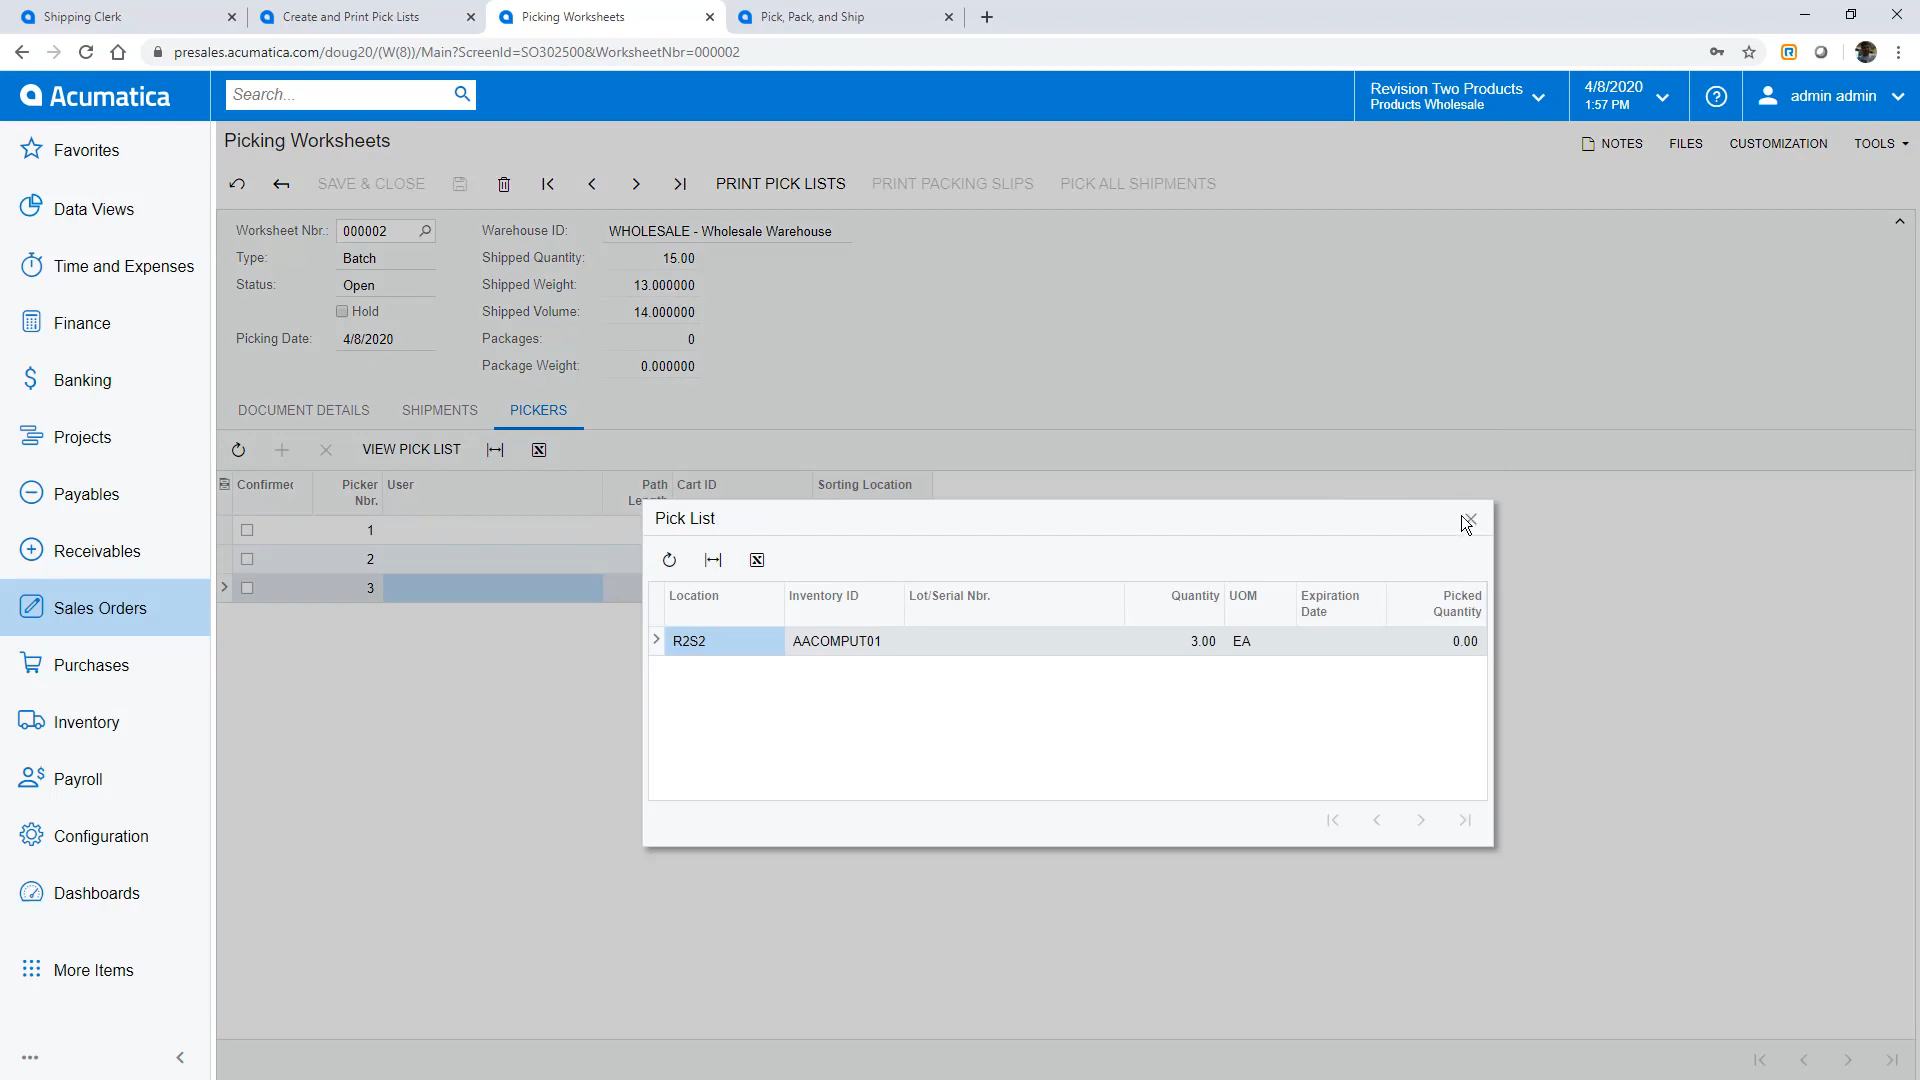 Shipping Clerk
Create and Print Pick Lists
Picking Worksheets
Pick, Pack, and Ship
presales.acumatica.com/doug20/(W(8))/Main?ScreenId=SO302500&WorksheetNbr=000002
Acumatica
Search...
Revision Two Products
Products Wholesale
4/8/2020
1:57 PM
admin admin
Favorites
Data Views
Time and Expenses
Finance
Banking
Projects
Payables
Receivables
Sales Orders
Purchases
Inventory
Payroll
Configuration
Dashboards
More Items
Picking Worksheets
NOTES
FILES
CUSTOMIZATION
TOOLS
SAVE & CLOSE
PRINT PICK LISTS
PRINT PACKING SLIPS
PICK ALL SHIPMENTS
Worksheet Nbr.: 000002
Type: Batch
Status: Open
Hold
Picking Date: 4/8/2020
Warehouse ID: WHOLESALE - Wholesale Warehouse
Shipped Quantity: 15.00
Shipped Weight: 13.000000
Shipped Volume: 14.000000
Packages: 0
Package Weight: 0.000000
DOCUMENT DETAILS
SHIPMENTS
PICKERS
VIEW PICK LIST
Confirmed
Picker Nbr.
User
Path
Cart ID
Sorting Location
1
2
3
Pick List
Location
Inventory ID
Lot/Serial Nbr.
Quantity
UOM
Expiration
Date
Picked
Quantity
R2S2
AACOMPUT01
3.00
EA
0.00